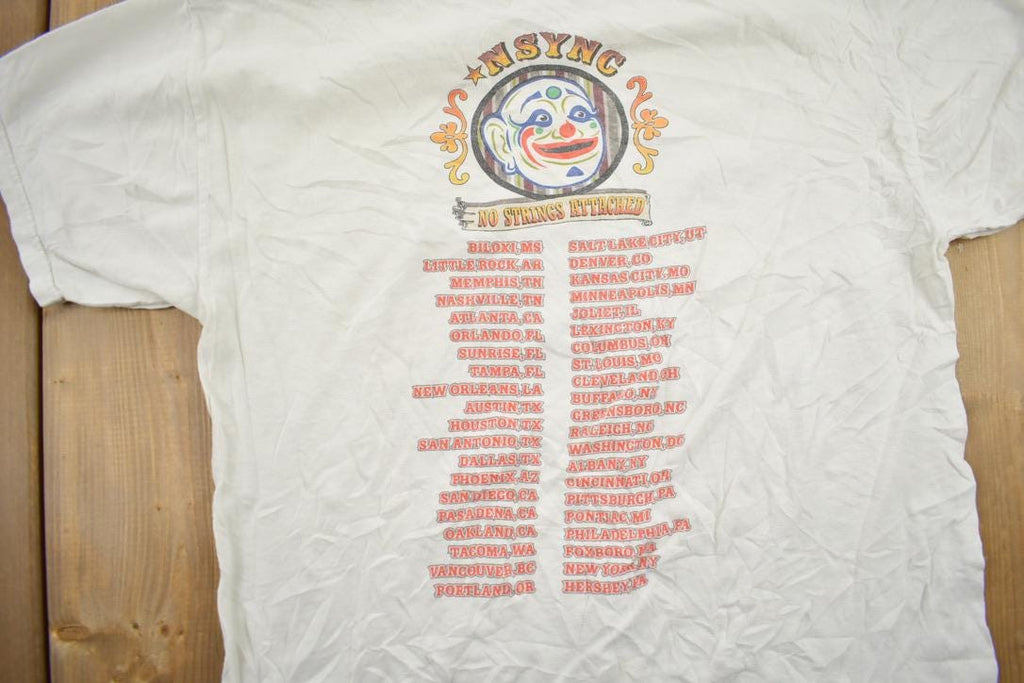 *NSYNC
NO STRINGS ATTACHED
BILOXI, MS
LITTLE ROCK, AR
MEMPHIS, TN
NASHVILLE, TN
ATLANTA, CA
ORLANDO, FL
SUNRISE, FL
TAMPA, FL
NEW ORLEANS, LA
AUSTIN, TX
HOUSTON, TX
SAN ANTONIO, TX
DALLAS, TX
PHOENIX, AZ
SAN DIEGO, CA
PASADENA, CA
OAKLAND, CA
TACOMA, WA
VANCOUVER, BC
PORTLAND, OR
SALT LAKE CITY, UT
DENVER, CO
KANSAS CITY, MO
MINNEAPOLIS, MN
JOLIET, IL
LEXINGTON, KY
COLUMBUS, OH
ST. LOUIS, MO
CLEVELAND, OH
BUFFALO, NY
GREENSBORO, NC
RALEIGH, NC
WASHINGTON, DC
ALBANY, NY
CINCINNATI, OH
PITTSBURCH, PA
PONTIAC, MI
PHILADELPHIA, PA
FOXBORO, MA
NEW YORK, NY
HERSHEY, PA